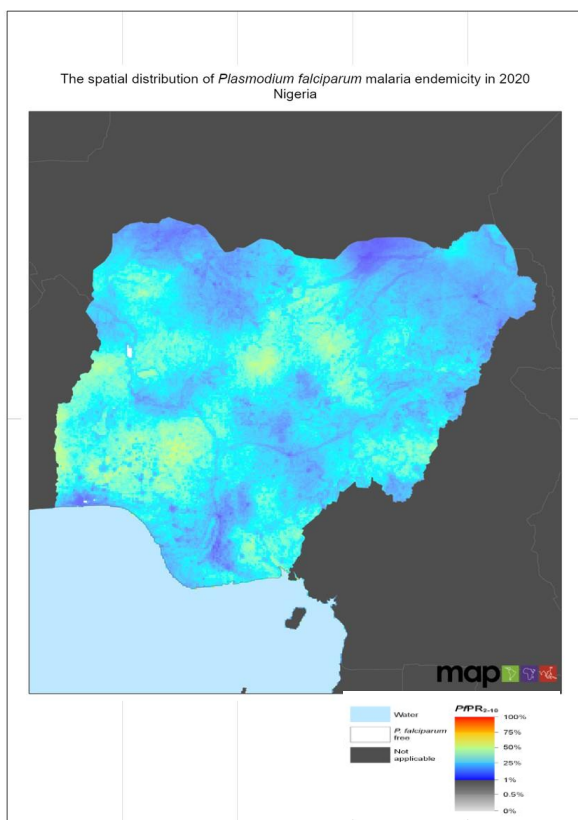 The spatial distribution of Plasmodium falciparum malaria endemicity in 2020
Nigeria
map
Water
P. falciparum
free
Not
applicable
PfPR2-10
100%
75%
50%
25%
1%
0.5%
0%